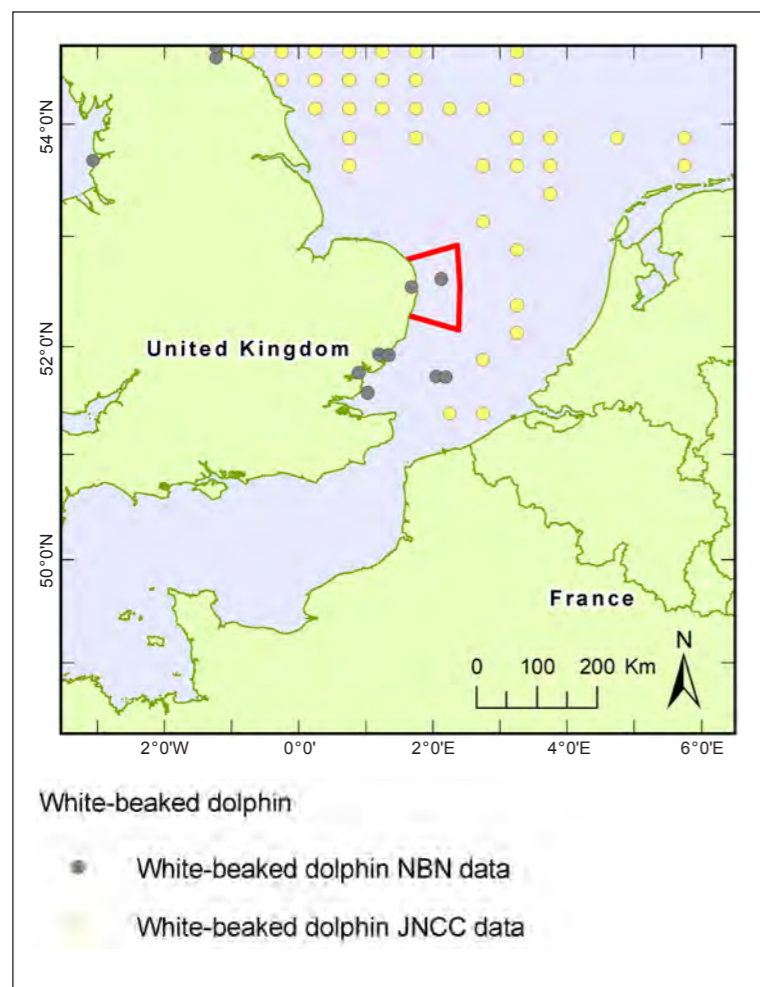 54°0'N
52°0'N
United Kingdom
50°0'N
France
N
0 100 200 Km
2°0'W 0°0' 2°0'E 4°0'E 6°0'E
White-beaked dolphin
White-beaked dolphin NBN data
White-beaked dolphin JNCC data